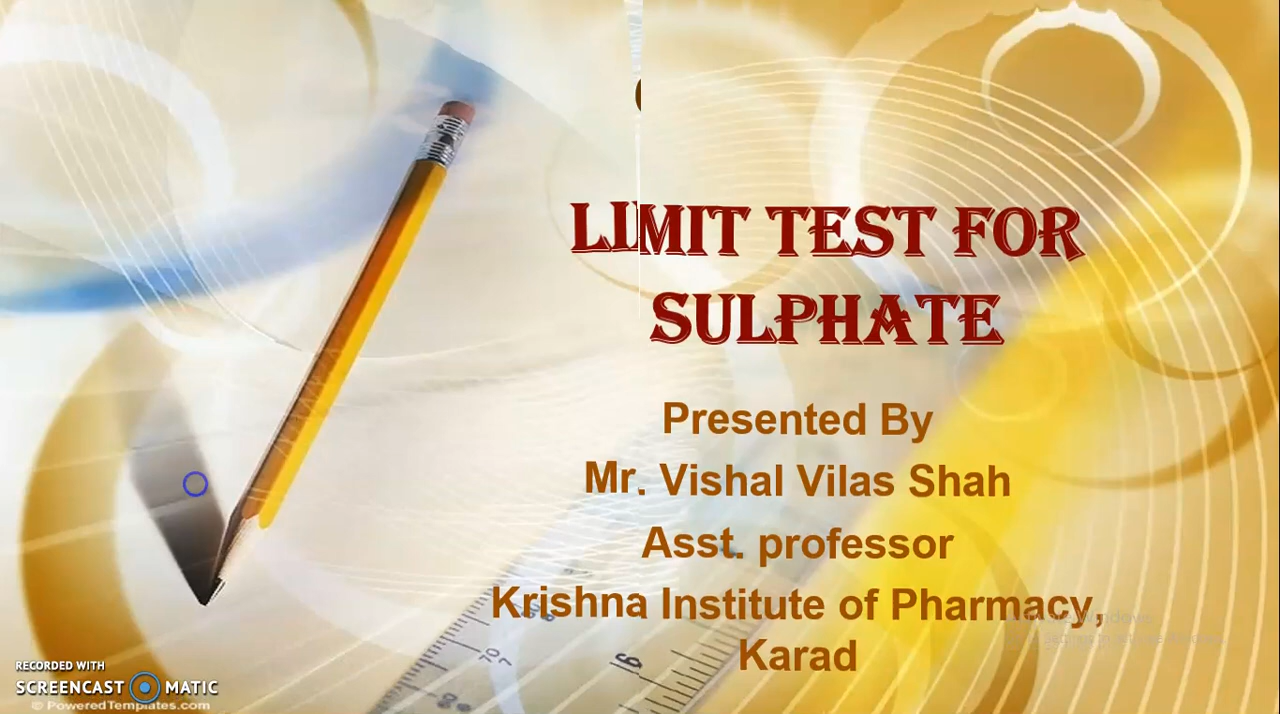 LIMIT TEST FOR
SULPHATE
Presented By
Mr. Vishal Vilas Shah
Asst. professor
Krishna Institute of Pharmacy,
Karad
RECORDED WITH
SCREENCAST MATIC
© PoweredTemplates.com